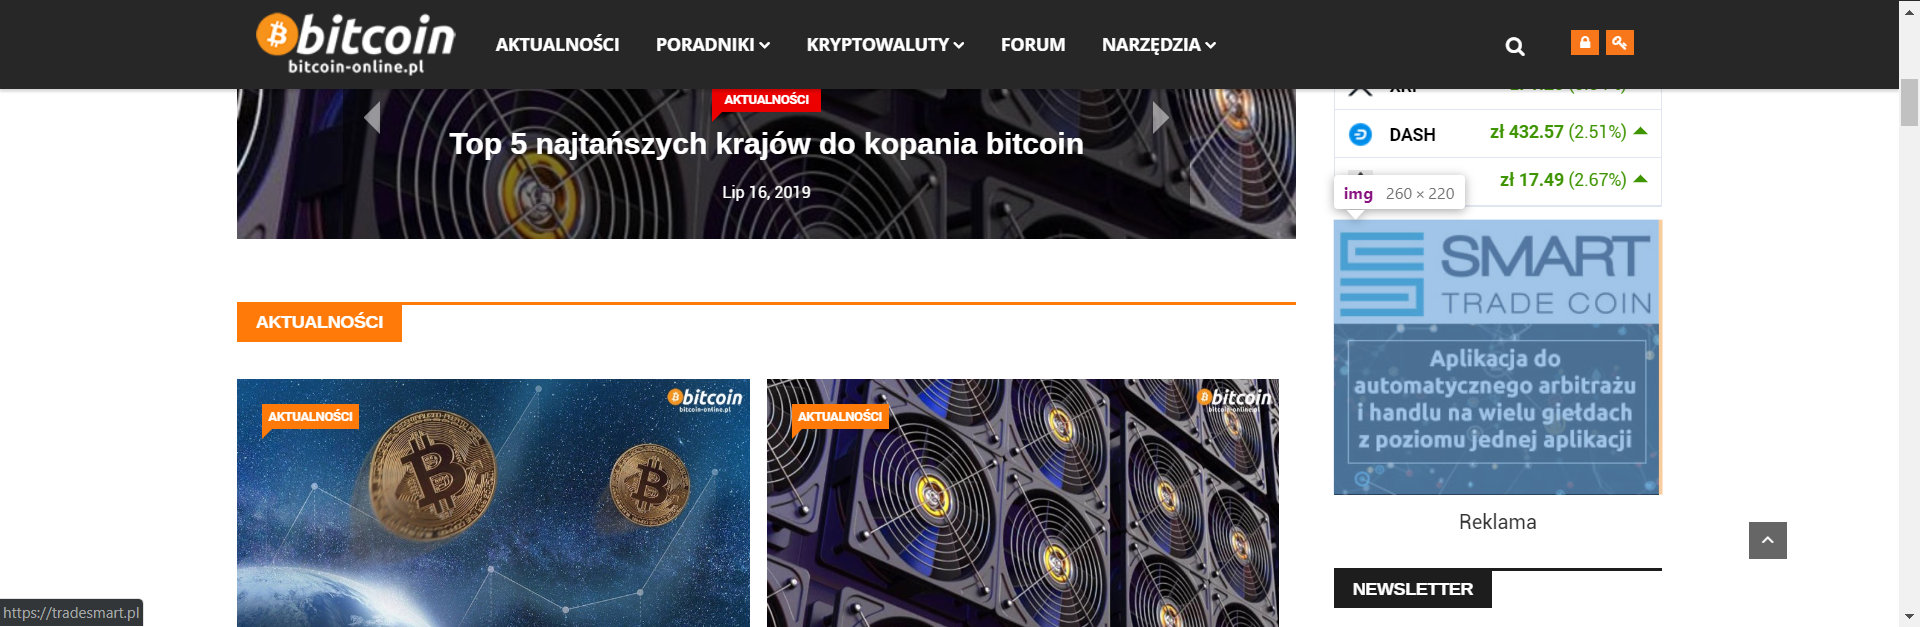 bitcoin
bitcoin-online.pl
AKTUALNOŚCI
PORADNIKI
KRYPTOWALUTY
FORUM
NARZĘDZIA
AKTUALNOŚCI
Top 5 najtańszych krajów do kopania bitcoin
Lip 16, 2019
DASH
zł 432.57 (2.51%)
zł 17.49 (2.67%)
img 260 × 220
SMART
TRADE COIN
Aplikacja do
automatycznego arbitrażu
i handlu na wielu giełdach
z poziomu jednej aplikacji
Reklama
NEWSLETTER
AKTUALNOŚCI
AKTUALNOŚCI
bitcoin
bitcoin-online.pl
AKTUALNOŚCI
bitcoin
bitcoin-online.pl
https://tradesmart.pl